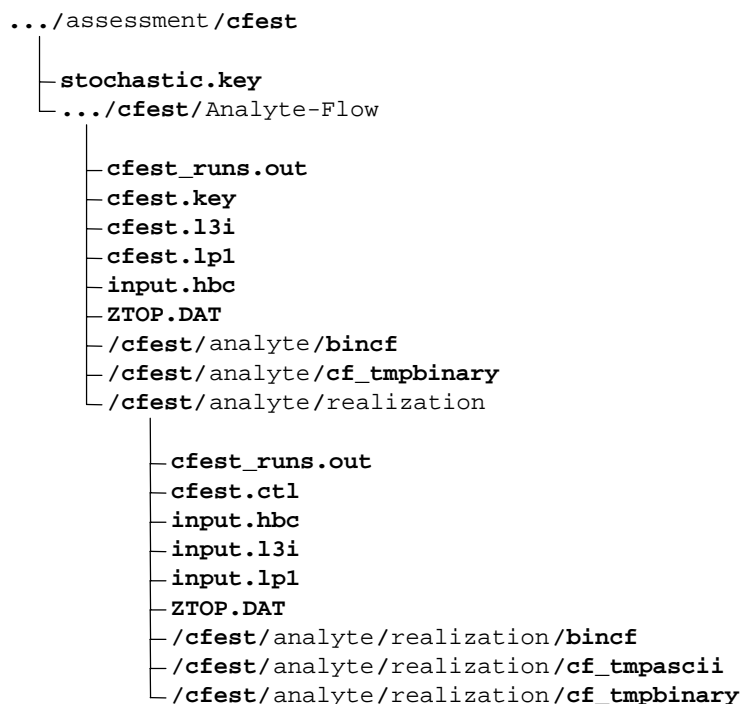 .../assessment/cfest
stochastic.key
.../cfest/Analyte-Flow
cfest_runs.out
cfest.key
cfest.l3i
cfest.lp1
input.hbc
ZTOP.DAT
/cfest/analyte/bincf
/cfest/analyte/cf_tmpbinary
/cfest/analyte/realization
cfest_runs.out
cfest.ctl
input.hbc
input.l3i
input.lp1
ZTOP.DAT
/cfest/analyte/realization/bincf
/cfest/analyte/realization/cf_tmpascii
/cfest/analyte/realization/cf_tmpbinary